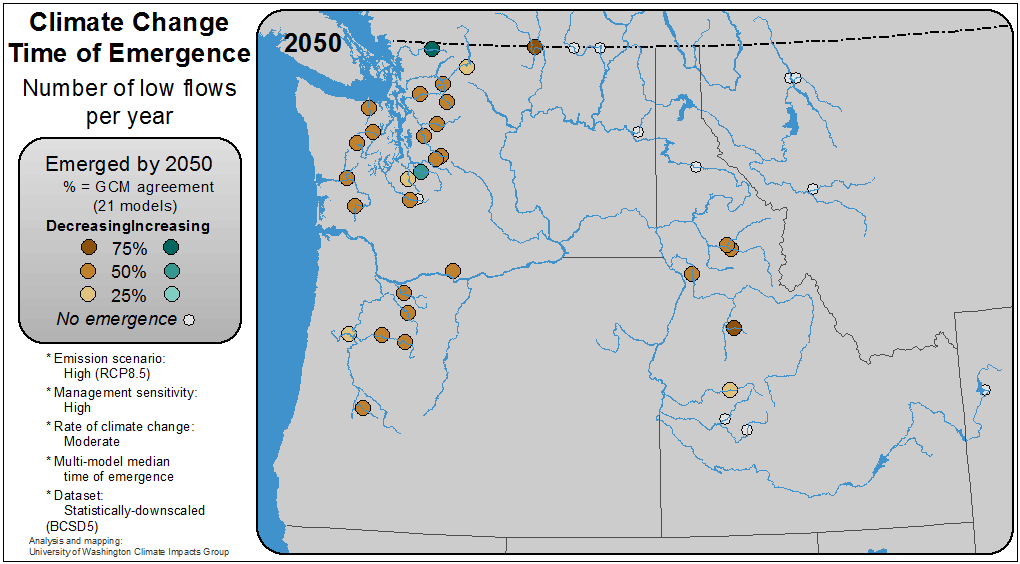 Climate Change
Time of Emergence
Number of low flows
per year
Emerged by 2050
% = GCM agreement
(21 models)
DecreasingIncreasing
75%
50%
25%
No emergence
* Emission scenario:
High (RCP8.5)
* Management sensitivity:
High
* Rate of climate change:
Moderate
* Multi-model median
time of emergence
* Dataset:
Statistically-downscaled
(BCSD5)
Analysis and mapping:
University of Washington Climate Impacts Group
2050